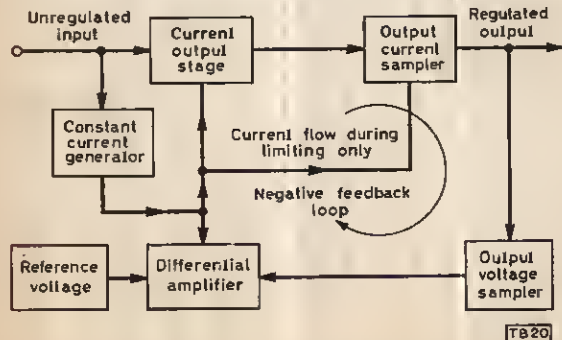 Unregulated
input
Current
output
stage
Output
current
sampler
Regulated
output
Constant
current
generator
Current flow during
limiting only
Negative feedback
loop
Reference
voltage
Differential
amplifier
Output
voltage
sampler
TB20